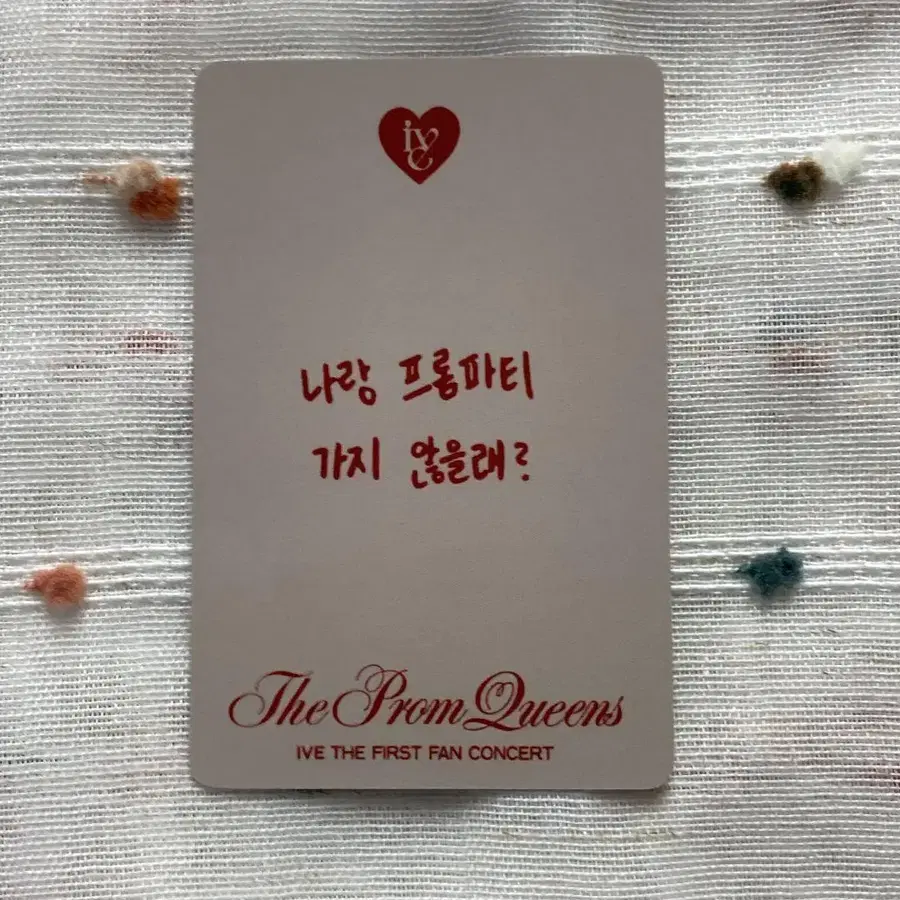 ive
나랑 프롬파티
가지 않을래?
The Prom Queens
IVE THE FIRST FAN CONCERT